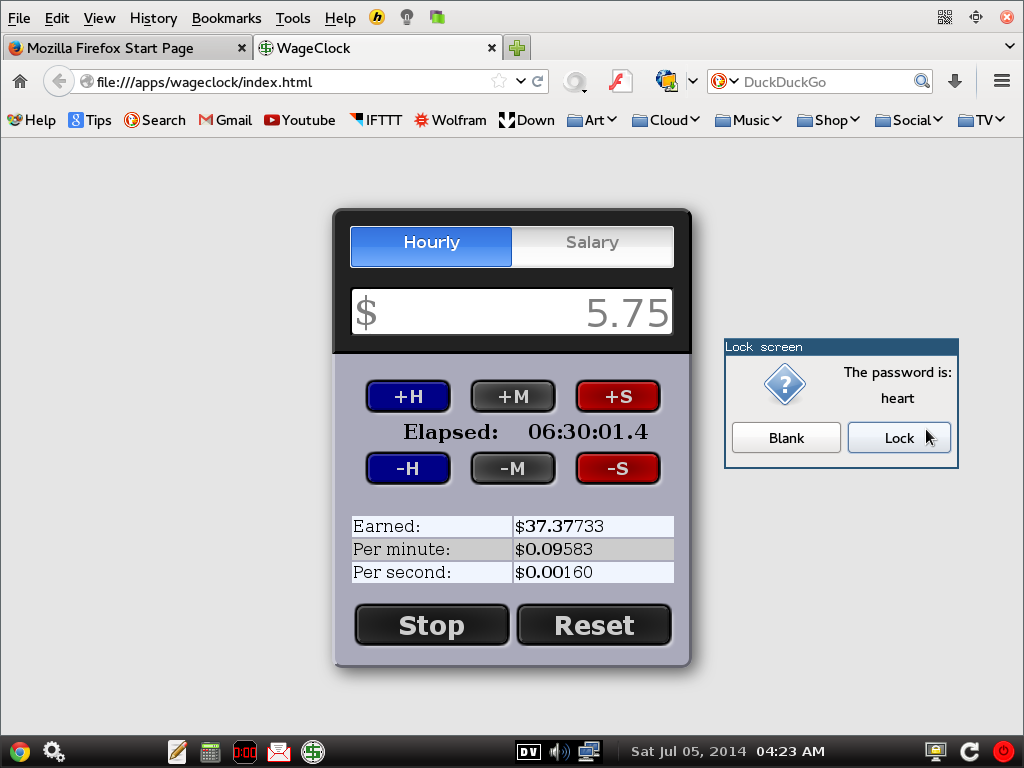 File Edit View History Bookmarks Tools Help
Mozilla Firefox Start Page WageClock
file:///apps/wageclock/index.html DuckDuckGo
Help Tips Search Gmail Youtube IFTTT Wolfram Down Art Cloud Music Shop Social TV
Hourly Salary
$ 5.75
+H +M +S
Elapsed: 06:30:01.4
-H -M -S
Earned: $37.37733
Per minute: $0.09583
Per second: $0.00160
Stop Reset
Lock screen
The password is:
heart
Blank Lock
0:00 DV Sat Jul 05, 2014 04:23 AM